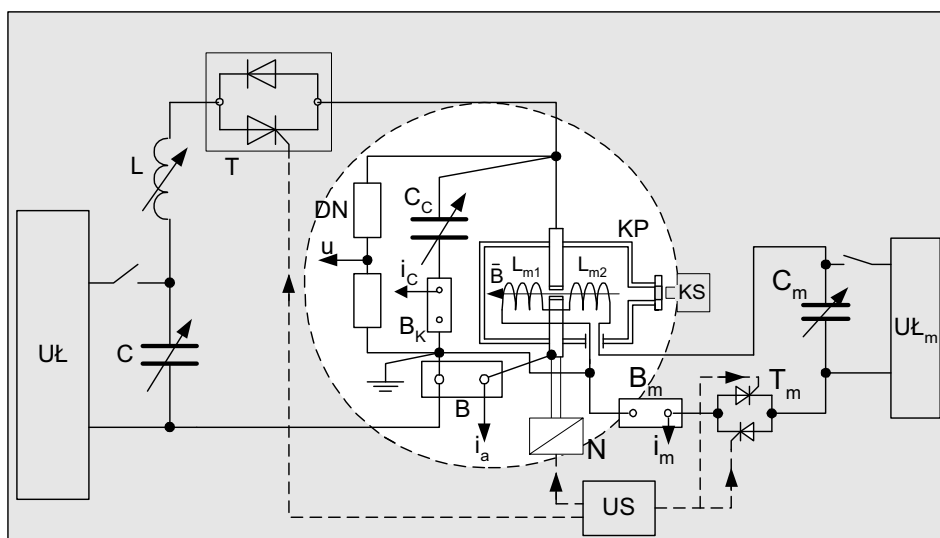 L
T
DN
C_C
u
i_C
B_K
KP
B̄
L_m1
L_m2
KS
C_m
UŁ
C
UŁ_m
B
i_a
N
B_m
i_m
T_m
US